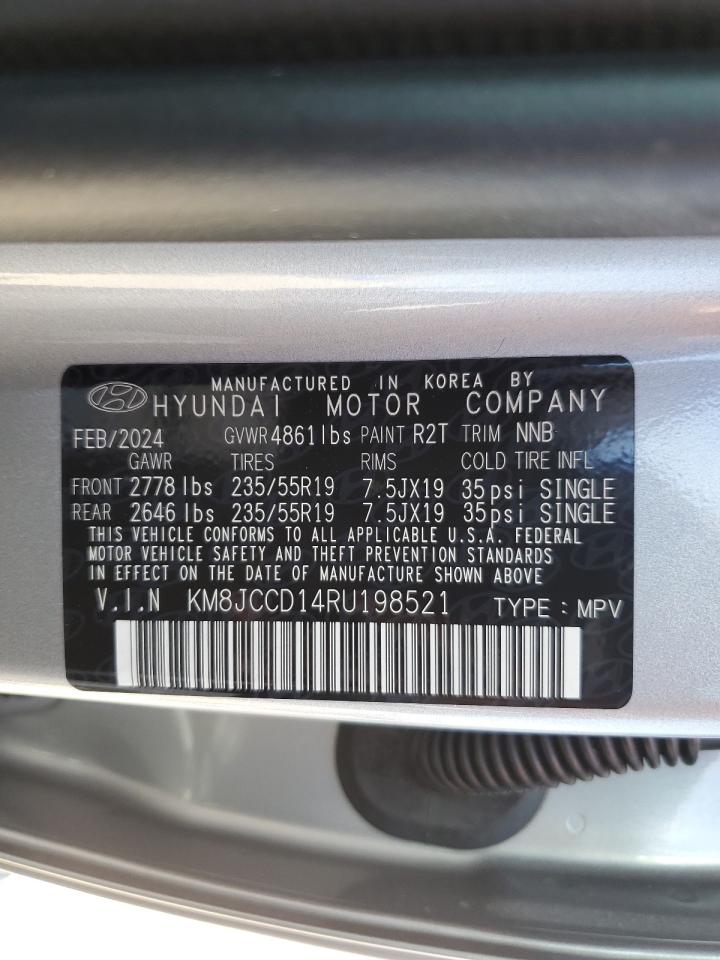 MANUFACTURED IN KOREA BY
HYUNDAI MOTOR COMPANY
FEB/2024 GVWR 4861lbs PAINT R2T TRIM NNB
GAWR TIRES RIMS COLD TIRE INFL
FRONT 2778 lbs 235/55R19 7.5JX19 35psi SINGLE
REAR 2646 lbs 235/55R19 7.5JX19 35psi SINGLE
THIS VEHICLE CONFORMS TO ALL APPLICABLE U.S.A. FEDERAL
MOTOR VEHICLE SAFETY AND THEFT PREVENTION STANDARDS
IN EFFECT ON THE DATE OF MANUFACTURE SHOWN ABOVE
V.I.N KM8JCCD14RU198521 TYPE : MPV